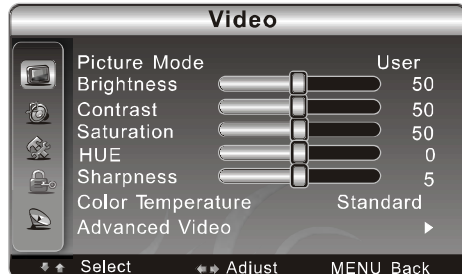 Video
Picture Mode User
Brightness 50
Contrast 50
Saturation 50
HUE 0
Sharpness 5
Color Temperature Standard
Advanced Video
Select Adjust MENU Back